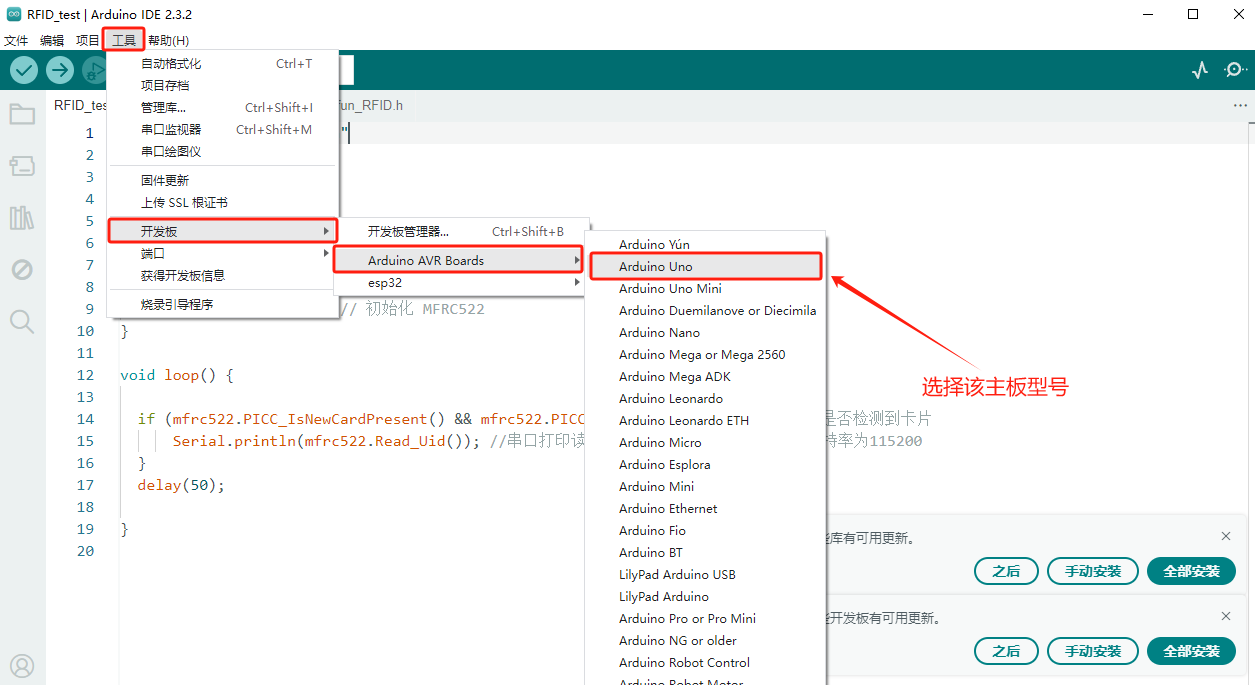 RFID_test | Arduino IDE 2.3.2
文件 编辑 项目 工具 帮助(H)
自动格式化 Ctrl+T
项目存档
管理库... Ctrl+Shift+I
串口监视器 Ctrl+Shift+M
串口绘图仪
固件更新
上传 SSL 根证书
开发板
端口
获得开发板信息
烧录引导程序
开发板管理器... Ctrl+Shift+B
Arduino AVR Boards
esp32
Arduino Yún
Arduino Uno
Arduino Uno Mini
Arduino Duemilanove or Diecimila
Arduino Nano
Arduino Mega or Mega 2560
Arduino Mega ADK
Arduino Leonardo
Arduino Leonardo ETH
Arduino Micro
Arduino Esplora
Arduino Mini
Arduino Ethernet
Arduino Fio
Arduino BT
LilyPad Arduino USB
LilyPad Arduino
Arduino Pro or Pro Mini
Arduino NG or older
Arduino Robot Control
Arduino Robot Motor
选择该主板型号
RFID_tes un_RFID.h
1 "
2
3
4
5
6
7
8
9 // 初始化 MFRC522
10 }
11
12 void loop() {
13
14 if (mfrc522.PICC_IsNewCardPresent() && mfrc522.PICC 是否检测到卡片
15 Serial.println(mfrc522.Read_Uid()); //串口打印读 特率为115200
16 }
17 delay(50);
18
19 }
20
库有可用更新。
之后 手动安装 全部安装
开发板有可用更新。
之后 手动安装 全部安装